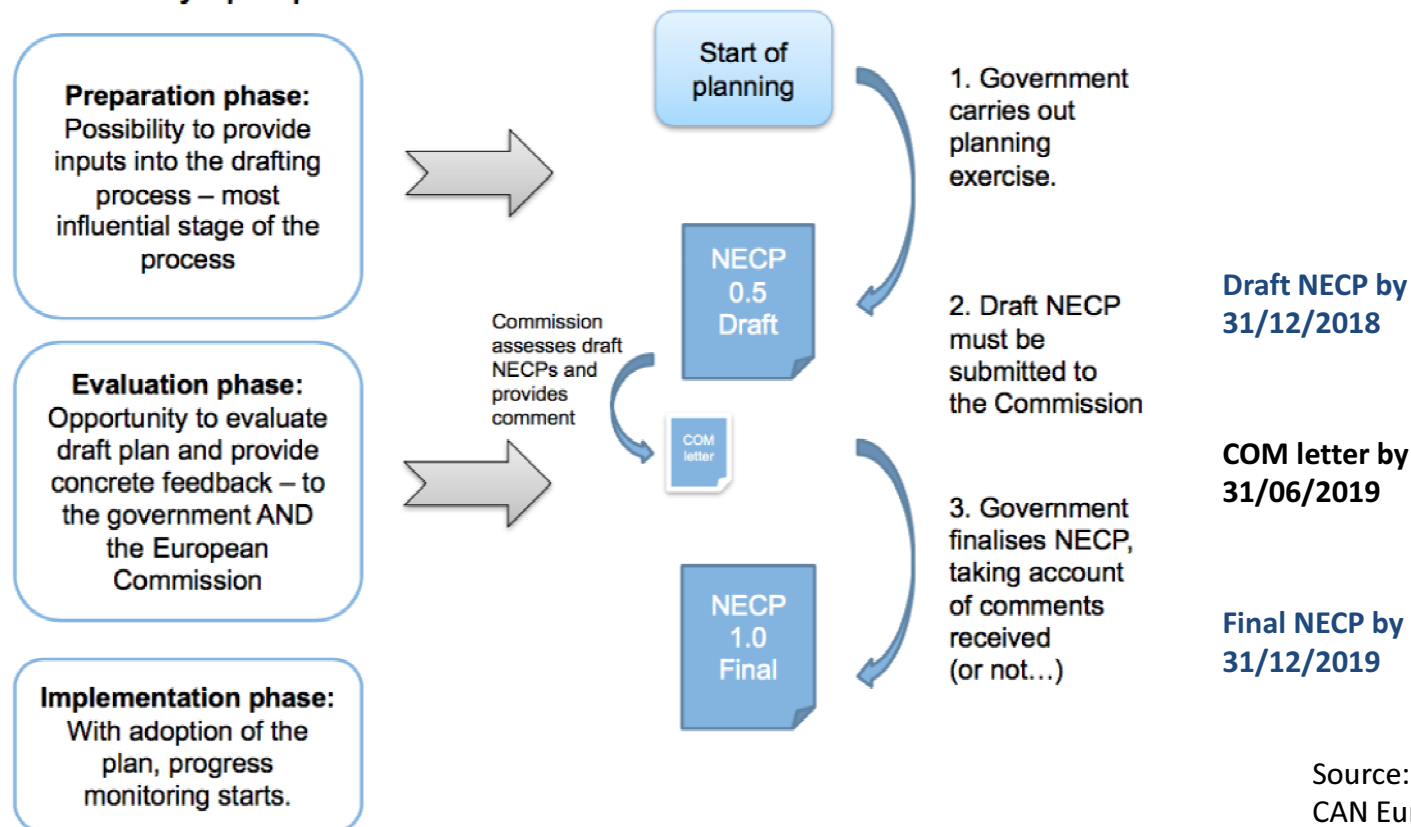 Preparation phase:
Possibility to provide
inputs into the drafting
process – most
influential stage of the
process
Evaluation phase:
Opportunity to evaluate
draft plan and provide
concrete feedback – to
the government AND
the European
Commission
Implementation phase:
With adoption of the
plan, progress
monitoring starts.
Start of
planning
NECP
0.5
Draft
Commission
assesses draft
NECPs and
provides
comment
COM
letter
NECP
1.0
Final
1. Government
carries out
planning
exercise.
2. Draft NECP
must be
submitted to
the Commission
3. Government
finalises NECP,
taking account
of comments
received
(or not…)
Draft NECP by
31/12/2018
COM letter by
31/06/2019
Final NECP by
31/12/2019
Source:
CAN